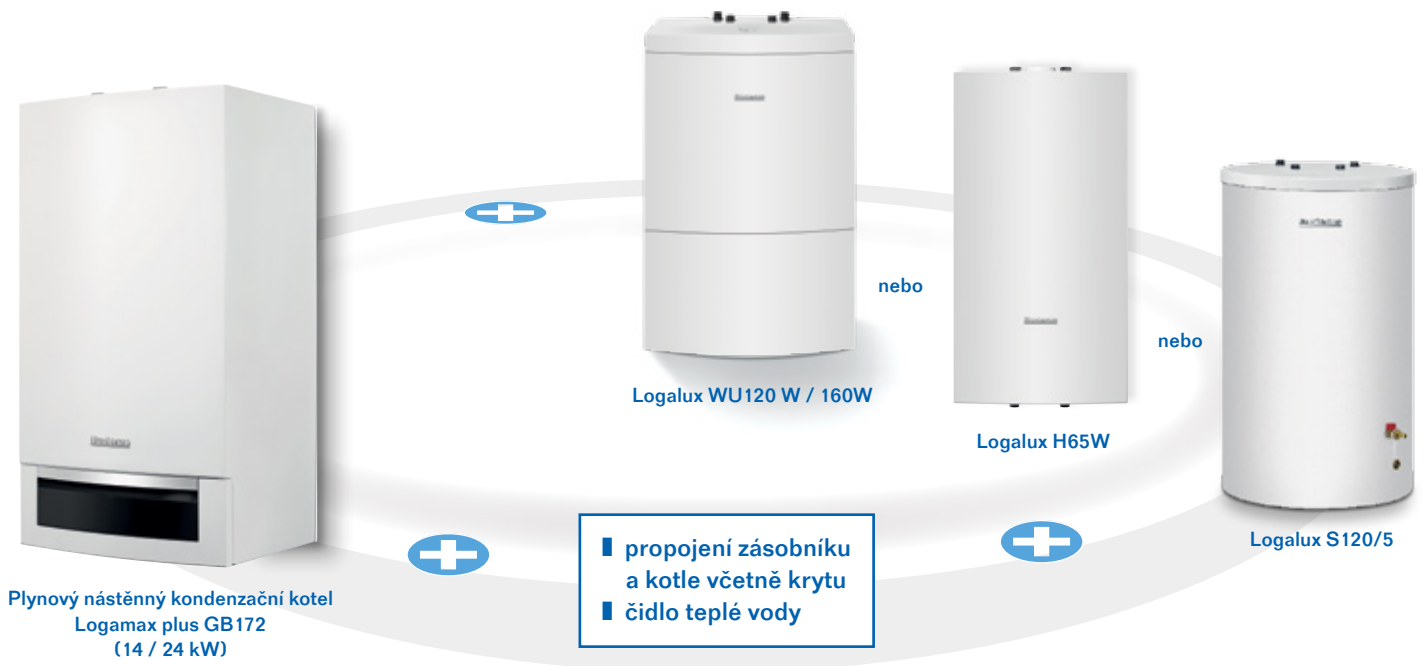 nebo
nebo
Logalux WU120 W / 160W
Logalux H65W
Logalux S120/5
propojení zásobníku
a kotle včetně krytu
čidlo teplé vody
Plynový nástěnný kondenzační kotel
Logamax plus GB172
(14 / 24 kW)